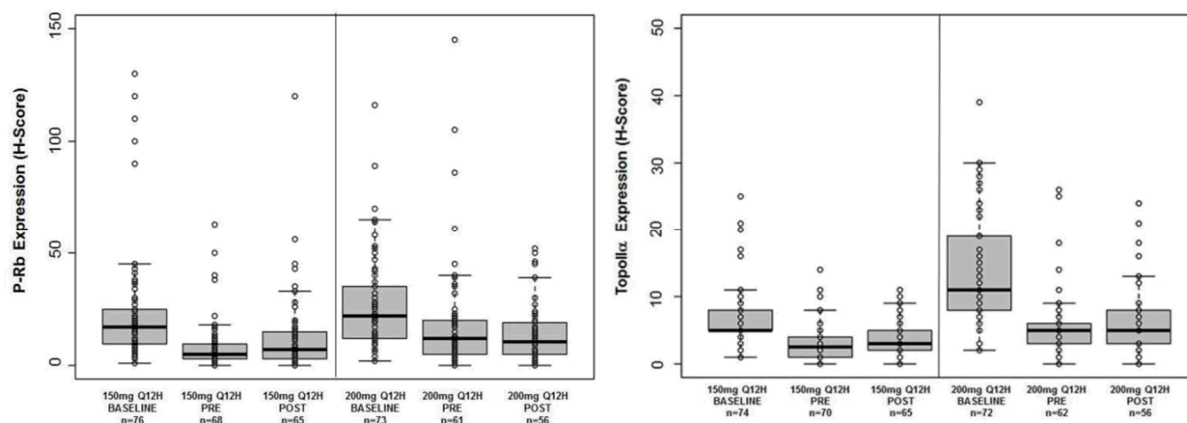 P-Rb Expression (H-Score)
150
100
50
0
150mg Q12H 150mg Q12H 150mg Q12H 200mg Q12H 200mg Q12H 200mg Q12H
BASELINE PRE POST BASELINE PRE POST
n=76 n=68 n=65 n=73 n=61 n=56
TopoIIα Expression (H-Score)
50
40
30
20
10
0
150mg Q12H 150mg Q12H 150mg Q12H 200mg Q12H 200mg Q12H 200mg Q12H
BASELINE PRE POST BASELINE PRE POST
n=74 n=70 n=65 n=72 n=62 n=56